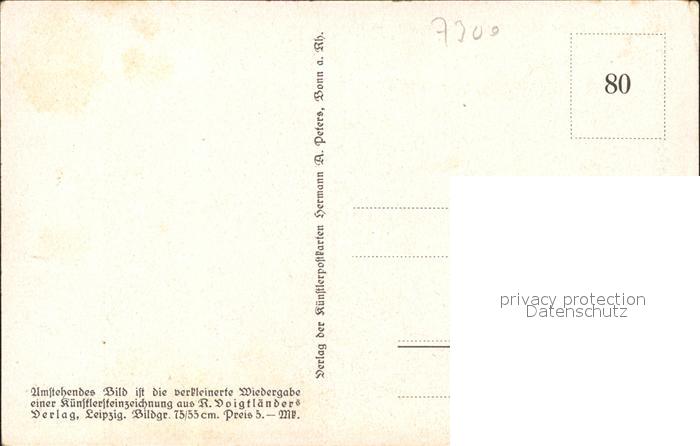 7300
80
Verlag der Künstlerpostkarten Hermann A. Peters, Bonn a. Rh.
privacy protection
Datenschutz
Umstehendes Bild ist die verkleinerte Wiedergabe
einer Künstlersteinzeichnung aus R. Voigtländers
Verlag, Leipzig. Bildgr. 75/55 cm. Preis 5.— Mk.